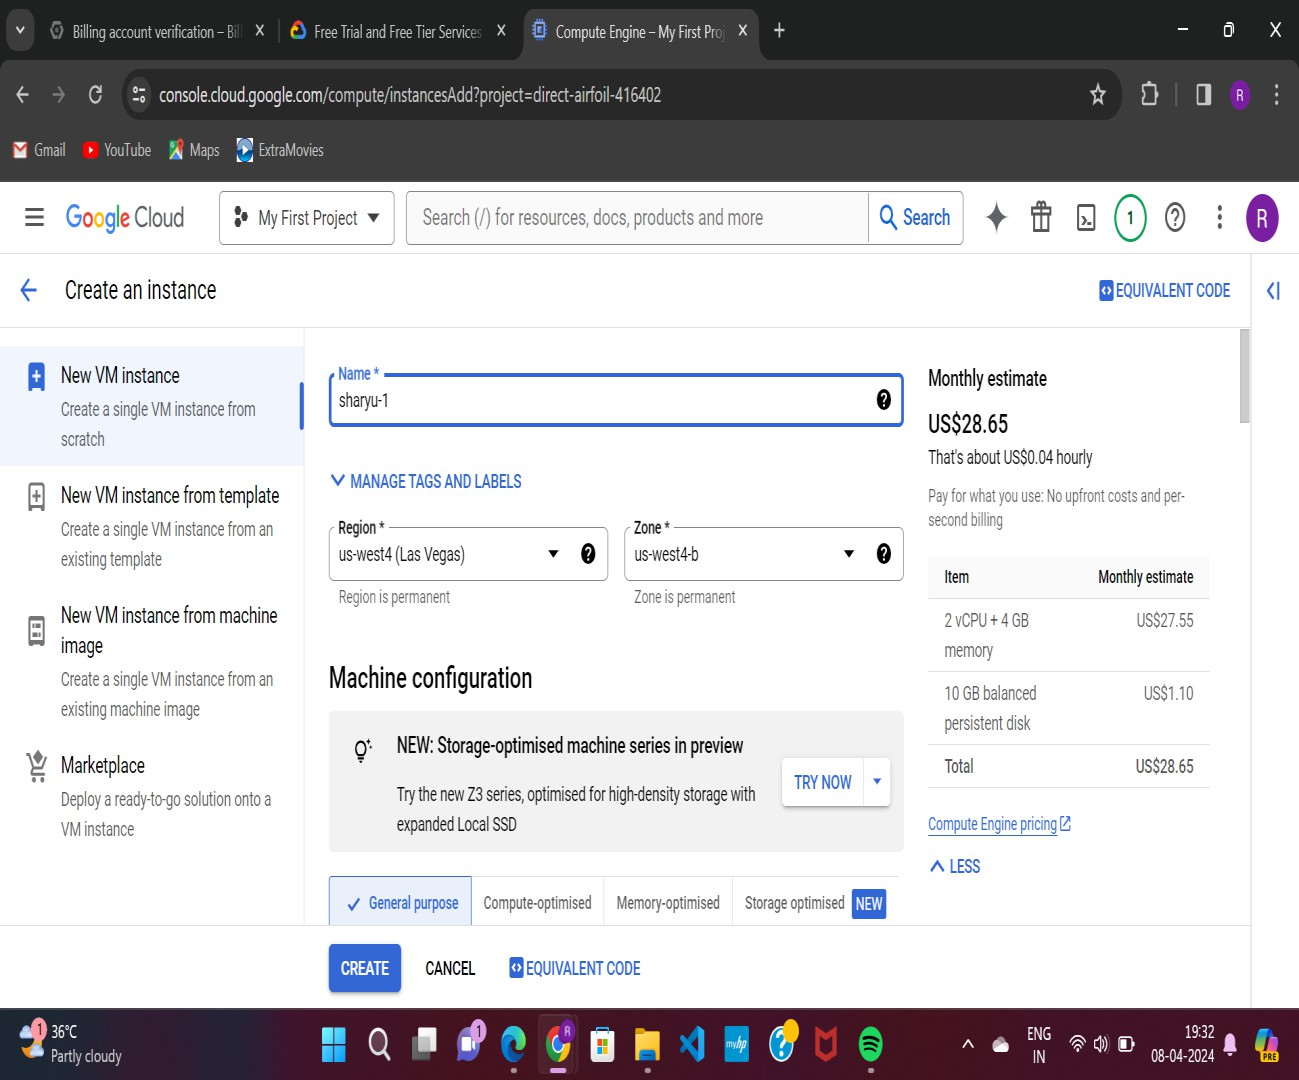 Billing account verification – Bil
Free Trial and Free Tier Services
Compute Engine – My First Proj
console.cloud.google.com/compute/instancesAdd?project=direct-airfoil-416402
R
Gmail
YouTube
Maps
ExtraMovies
Google Cloud
My First Project
Search (/) for resources, docs, products and more
Search
1
R
Create an instance
EQUIVALENT CODE
New VM instance
Create a single VM instance from
scratch
New VM instance from template
Create a single VM instance from an
existing template
New VM instance from machine
image
Create a single VM instance from an
existing machine image
Marketplace
Deploy a ready-to-go solution onto a
VM instance
Name *
sharyu-1
MANAGE TAGS AND LABELS
Region *
us-west4 (Las Vegas)
Region is permanent
Zone *
us-west4-b
Zone is permanent
Machine configuration
NEW: Storage-optimised machine series in preview
Try the new Z3 series, optimised for high-density storage with
expanded Local SSD
TRY NOW
General purpose
Compute-optimised
Memory-optimised
Storage optimised
NEW
Monthly estimate
US$28.65
That's about US$0.04 hourly
Pay for what you use: No upfront costs and per-
second billing
Item Monthly estimate
2 vCPU + 4 GB
memory
US$27.55
10 GB balanced
persistent disk
US$1.10
Total US$28.65
Compute Engine pricing
LESS
CREATE
CANCEL
EQUIVALENT CODE
1
36°C
Partly cloudy
1
R
myhp
ENG
IN
19:32
08-04-2024
PRE